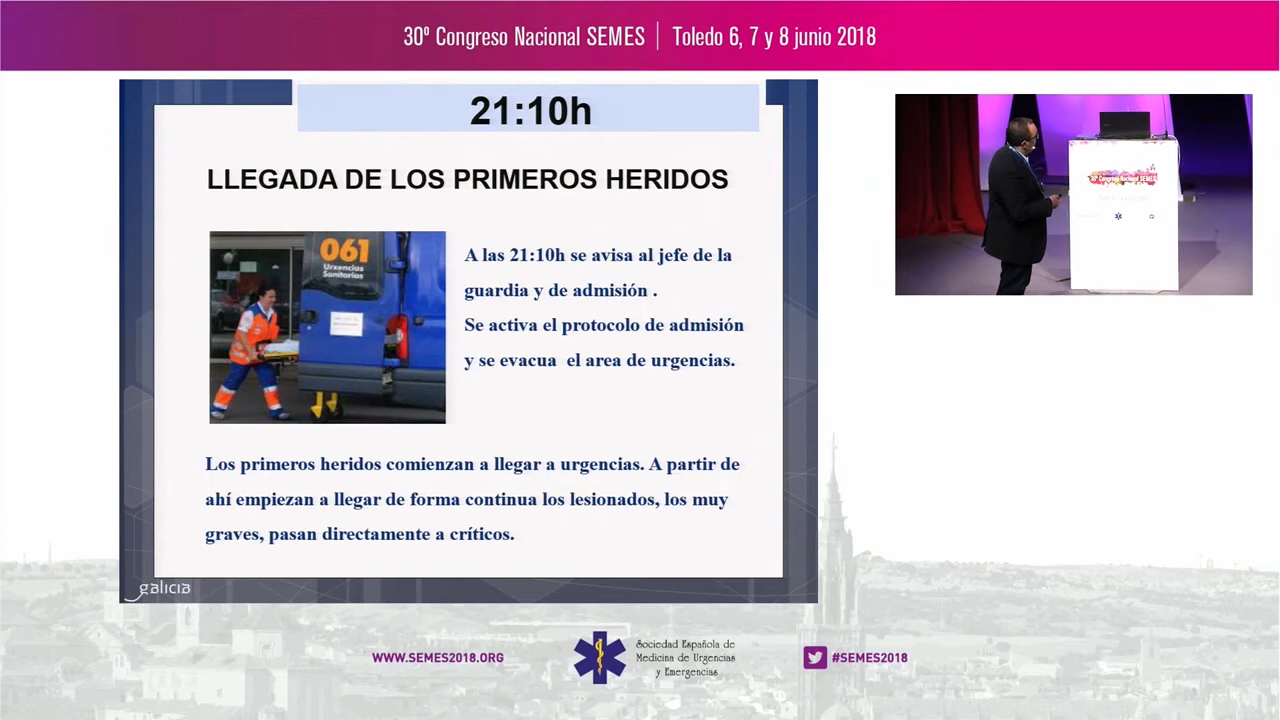 30º Congreso Nacional SEMES | Toledo 6, 7 y 8 junio 2018
21:10h
LLEGADA DE LOS PRIMEROS HERIDOS
061
Urxencias
Sanitarias
A las 21:10h se avisa al jefe de la
guardia y de admisión .
Se activa el protocolo de admisión
y se evacua  el area de urgencias.
Los primeros heridos comienzan a llegar a urgencias. A partir de
ahí empiezan a llegar de forma continua los lesionados, los muy
graves, pasan directamente a críticos.
galicia
30º Congreso Nacional SEMES
WWW.SEMES2018.ORG
Sociedad Española de
Medicina de Urgencias
y Emergencias
#SEMES2018